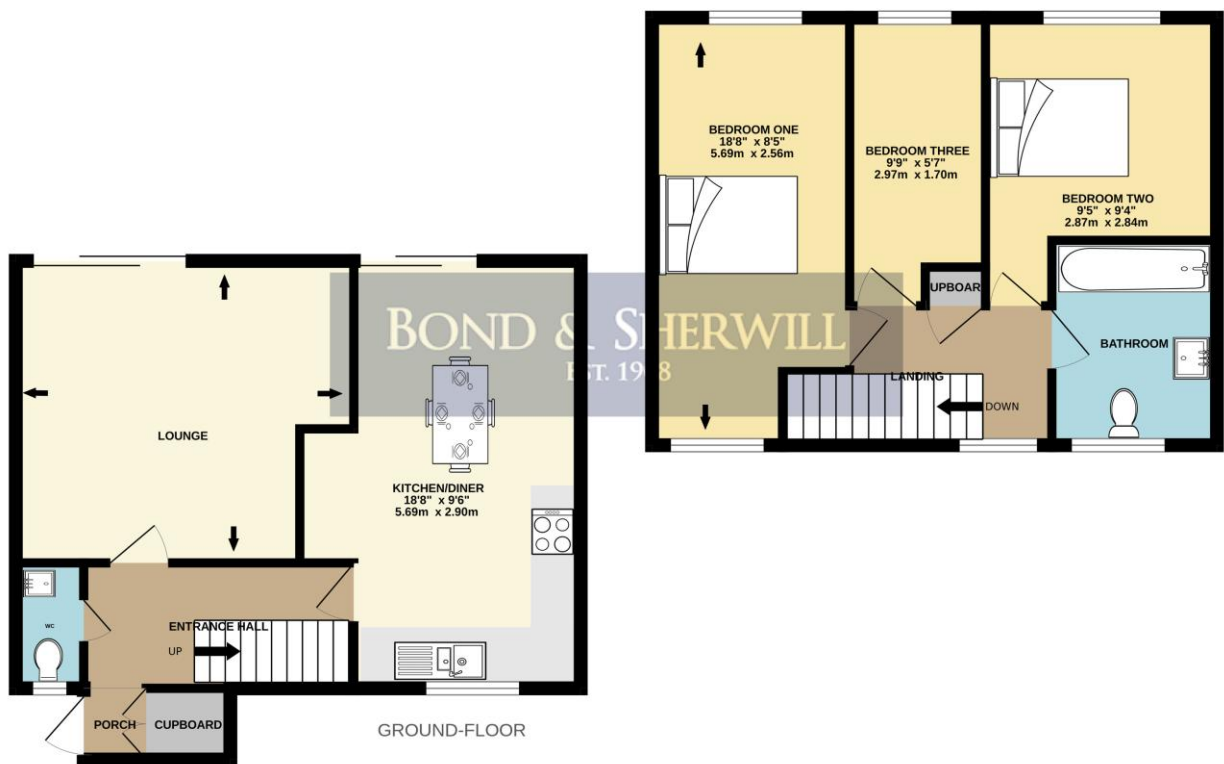 BEDROOM ONE
18'8" x 8'5"
5.69m x 2.56m
BEDROOM THREE
9'9" x 5'7"
2.97m x 1.70m
BEDROOM TWO
9'5" x 9'4"
2.87m x 2.84m
UPBOAR
BATHROOM
LANDING
DOWN
BOND & SHERWILL
EST. 1908
LOUNGE
KITCHEN/DINER
18'8" x 9'6"
5.69m x 2.90m
WC
ENTRANCE HALL
UP
PORCH
CUPBOARD
GROUND-FLOOR